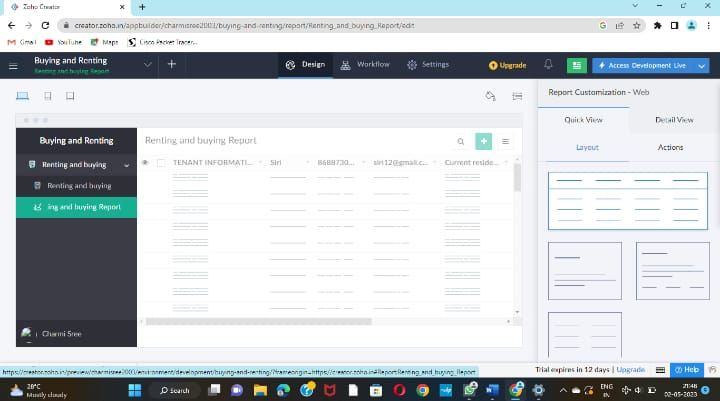 Zoho Creator
creator.zoho.in/appbuilder/charmisree2003/buying-and-renting/report/Renting_and_buying_Report/edit
Gmail YouTube Maps Cisco Packet Tracer...
Buying and Renting
Renting and buying Report
Design Workflow Settings Upgrade Access Development Live
Report Customization - Web
Quick View Detail View
Layout Actions
Buying and Renting
Renting and buying Report
Renting and buying
TENANT INFORMATI... Siri 8688730... siri12@gmail.c... Current reside...
Renting and buying
ing and buying Report
Charmi Sree
https://creator.zoho.in/preview/charmisree2003/environment/development/buying-and-renting/?frameorigin=https://creator.zoho.in#Report:Renting_and_buying_Report
Trial expires in 12 days | Upgrade Help
28°C
Mostly cloudy
Search
ENG
IN
21:48
02-05-2023